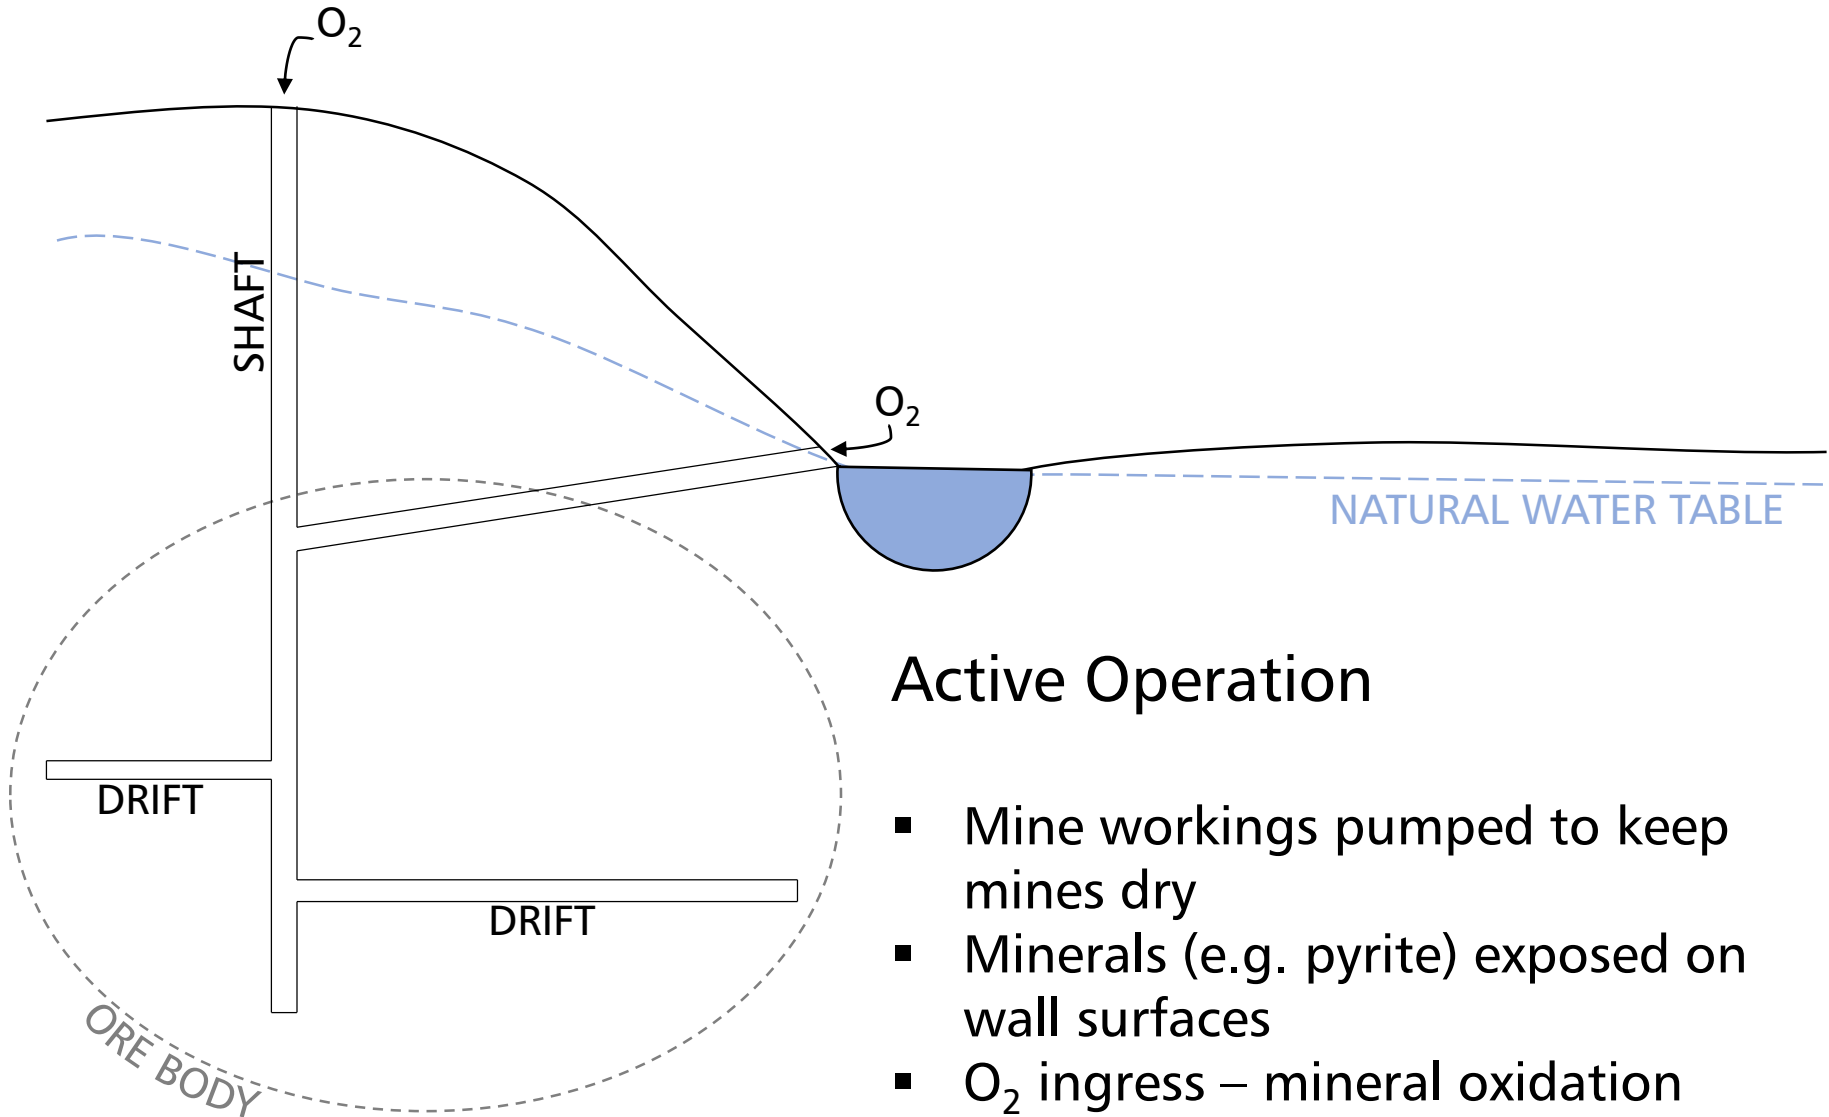 O₂
SHAFT
O₂
NATURAL WATER TABLE
Active Operation
DRIFT
▪ Mine workings pumped to keep
mines dry
DRIFT
▪ Minerals (e.g. pyrite) exposed on
wall surfaces
ORE BODY
▪ O₂ ingress – mineral oxidation